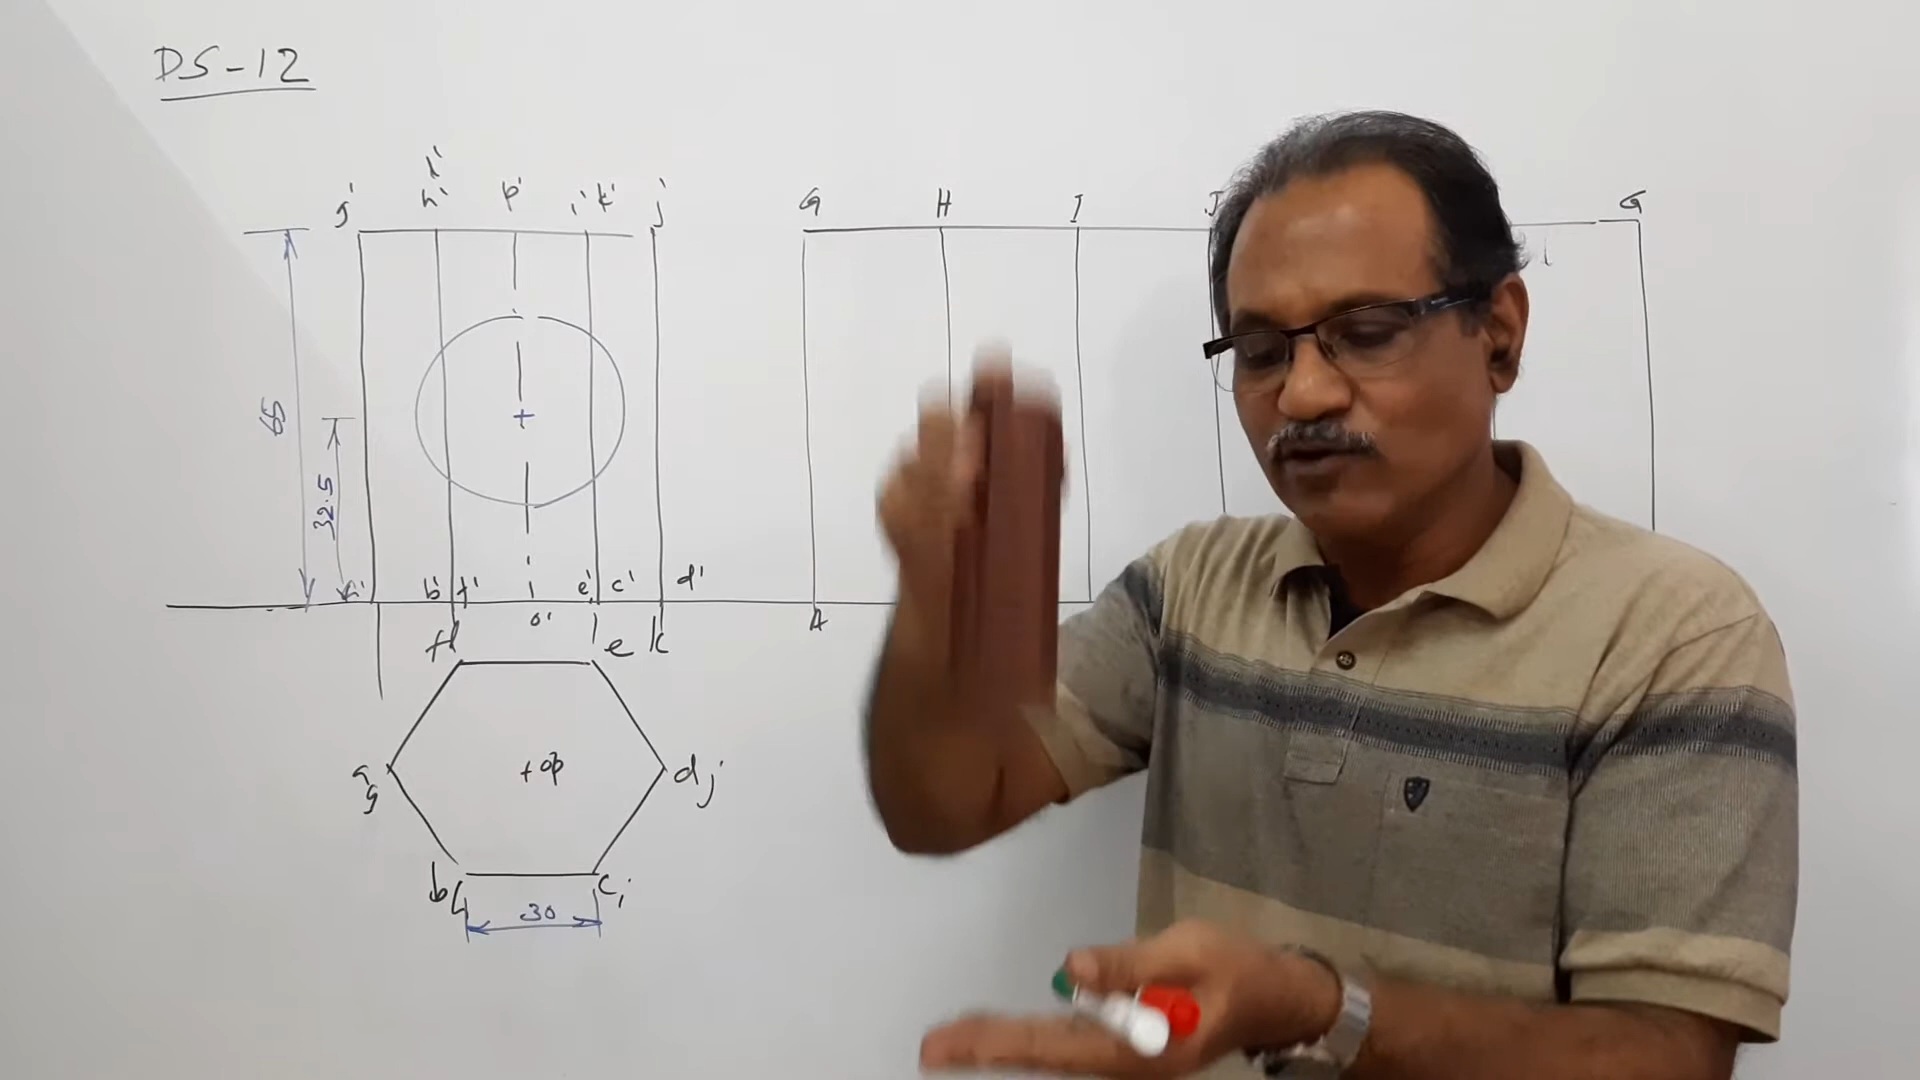 DS-12
l'
g' h' p' i' k' j'
G H I J G
65
32.5
b' f' e' c' d'
o'
A
f l e k
a g + op d j
b c i
30